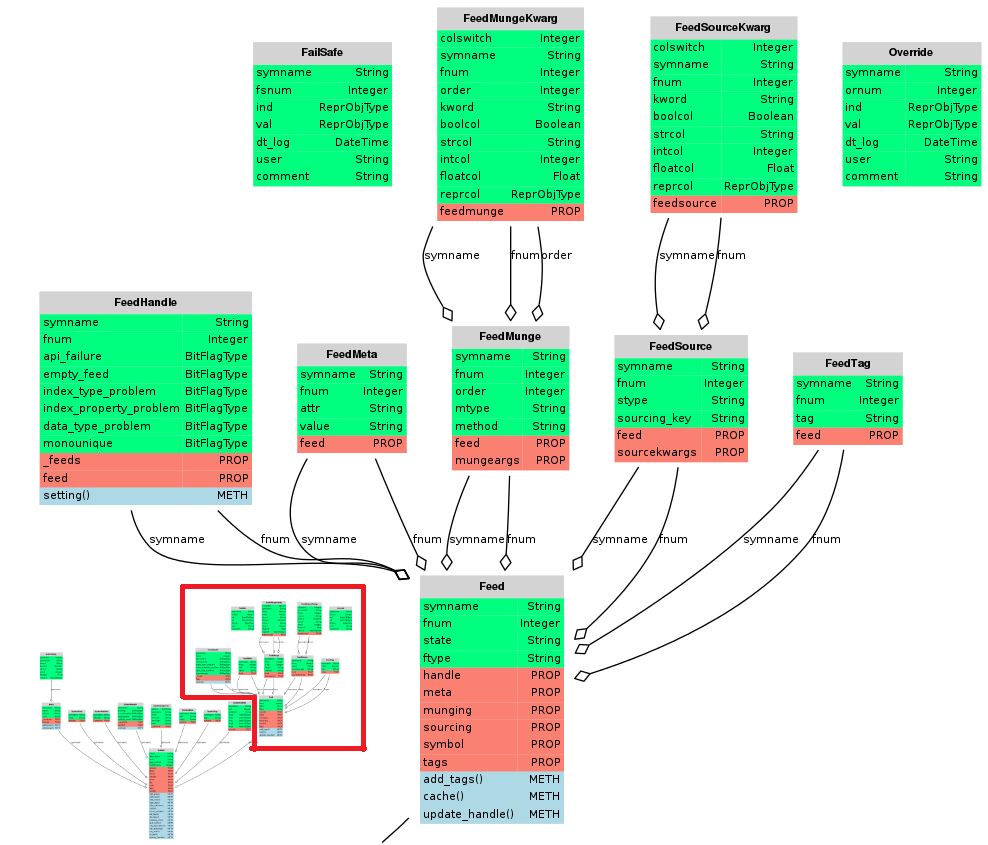 FailSafe
symname String
fsnum Integer
ind ReprObjType
val ReprObjType
dt_log DateTime
user String
comment String
FeedMungeKwarg
colswitch Integer
symname String
fnum Integer
order Integer
kword String
boolcol Boolean
strcol String
intcol Integer
floatcol Float
reprcol ReprObjType
feedmunge PROP
FeedSourceKwarg
colswitch Integer
symname String
fnum Integer
kword String
boolcol Boolean
strcol String
intcol Integer
floatcol Float
reprcol ReprObjType
feedsource PROP
Override
symname String
ornum Integer
ind ReprObjType
val ReprObjType
dt_log DateTime
user String
comment String
symname
fnum
order
symname
fnum
FeedHandle
symname String
fnum Integer
api_failure BitFlagType
empty_feed BitFlagType
index_type_problem BitFlagType
index_property_problem BitFlagType
data_type_problem BitFlagType
monounique BitFlagType
_feeds PROP
feed PROP
setting() METH
FeedMeta
symname String
fnum Integer
attr String
value String
feed PROP
FeedMunge
symname String
fnum Integer
order Integer
mtype String
method String
feed PROP
mungeargs PROP
FeedSource
symname String
fnum Integer
stype String
sourcing_key String
feed PROP
sourcekwargs PROP
FeedTag
symname String
fnum Integer
tag String
feed PROP
symname
fnum
symname
fnum
symname
fnum
symname
fnum
symname
fnum
Feed
symname String
fnum Integer
state String
ftype String
handle PROP
meta PROP
munging PROP
sourcing PROP
symbol PROP
tags PROP
add_tags() METH
cache() METH
update_handle() METH